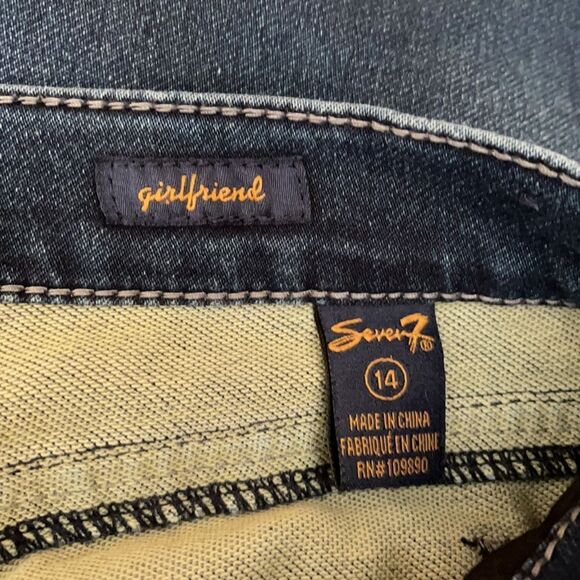 girlfriend
Seven7®
14
MADE IN CHINA
FABRIQUÉ EN CHINE
RN#109890